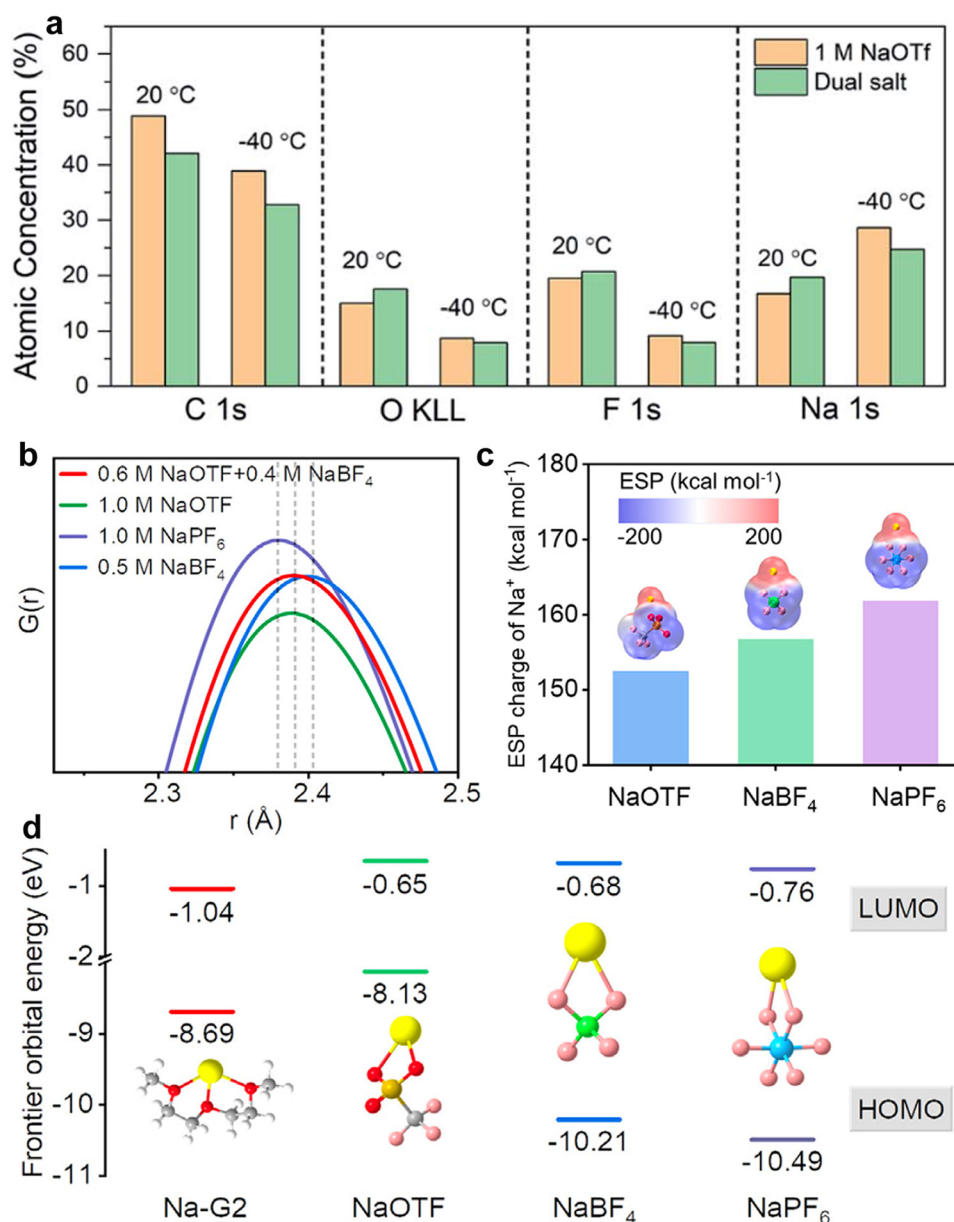 a
Atomic Concentration (%)
60
50
40
30
20
10
0
1 M NaOTf
Dual salt
20 °C
-40 °C
20 °C
-40 °C
20 °C
-40 °C
20 °C
-40 °C
C 1s
O KLL
F 1s
Na 1s
b
G(r)
0.6 M NaOTF+0.4 M NaBF₄
1.0 M NaOTF
1.0 M NaPF₆
0.5 M NaBF₄
2.3
2.4
2.5
r (Å)
c
ESP charge of Na⁺ (kcal mol⁻¹)
180
170
160
150
140
ESP (kcal mol⁻¹)
-200
200
NaOTF
NaBF₄
NaPF₆
d
Frontier orbital energy (eV)
-1
-2
-9
-10
-11
-1.04
-0.65
-0.68
-0.76
LUMO
-8.69
-8.13
-10.21
-10.49
HOMO
Na-G2
NaOTF
NaBF₄
NaPF₆